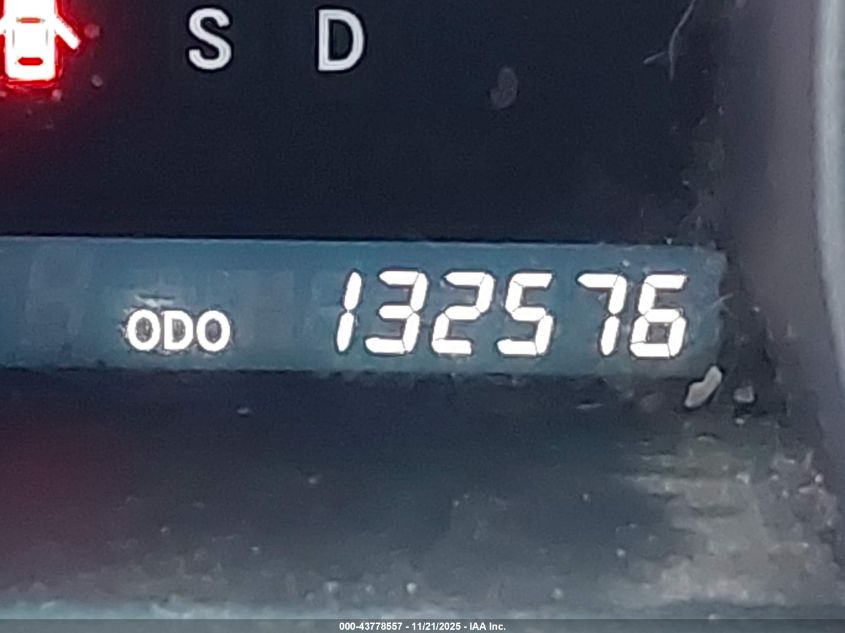 S D
ODO 132576
000-43778557 - 11/21/2025 - IAA Inc.